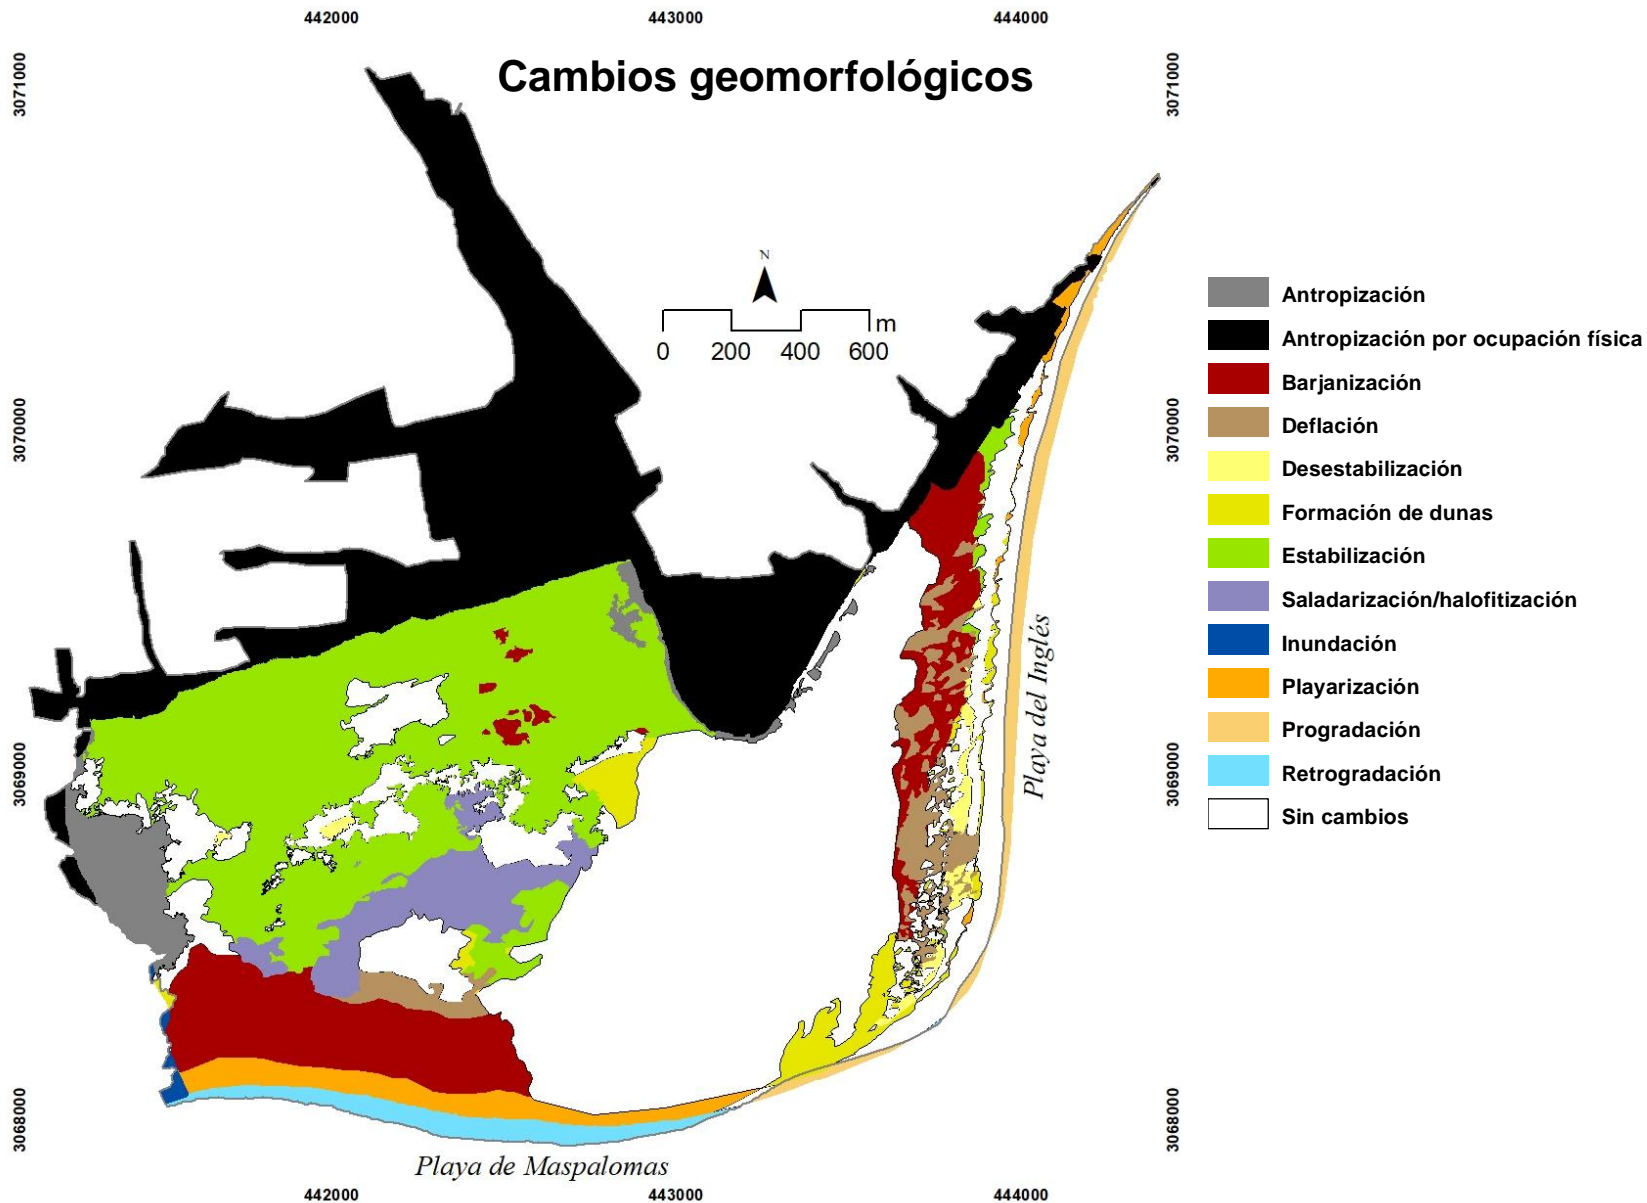 442000
443000
444000
3071000
3071000
Cambios geomorfológicos
N
m
0
200
400
600
3070000
3070000
3069000
3069000
3068000
3068000
Playa del Inglés
Playa de Maspalomas
442000
443000
444000
Antropización
Antropización por ocupación física
Barjanización
Deflación
Desestabilización
Formación de dunas
Estabilización
Saladarización/halofitización
Inundación
Playarización
Progradación
Retrogradación
Sin cambios